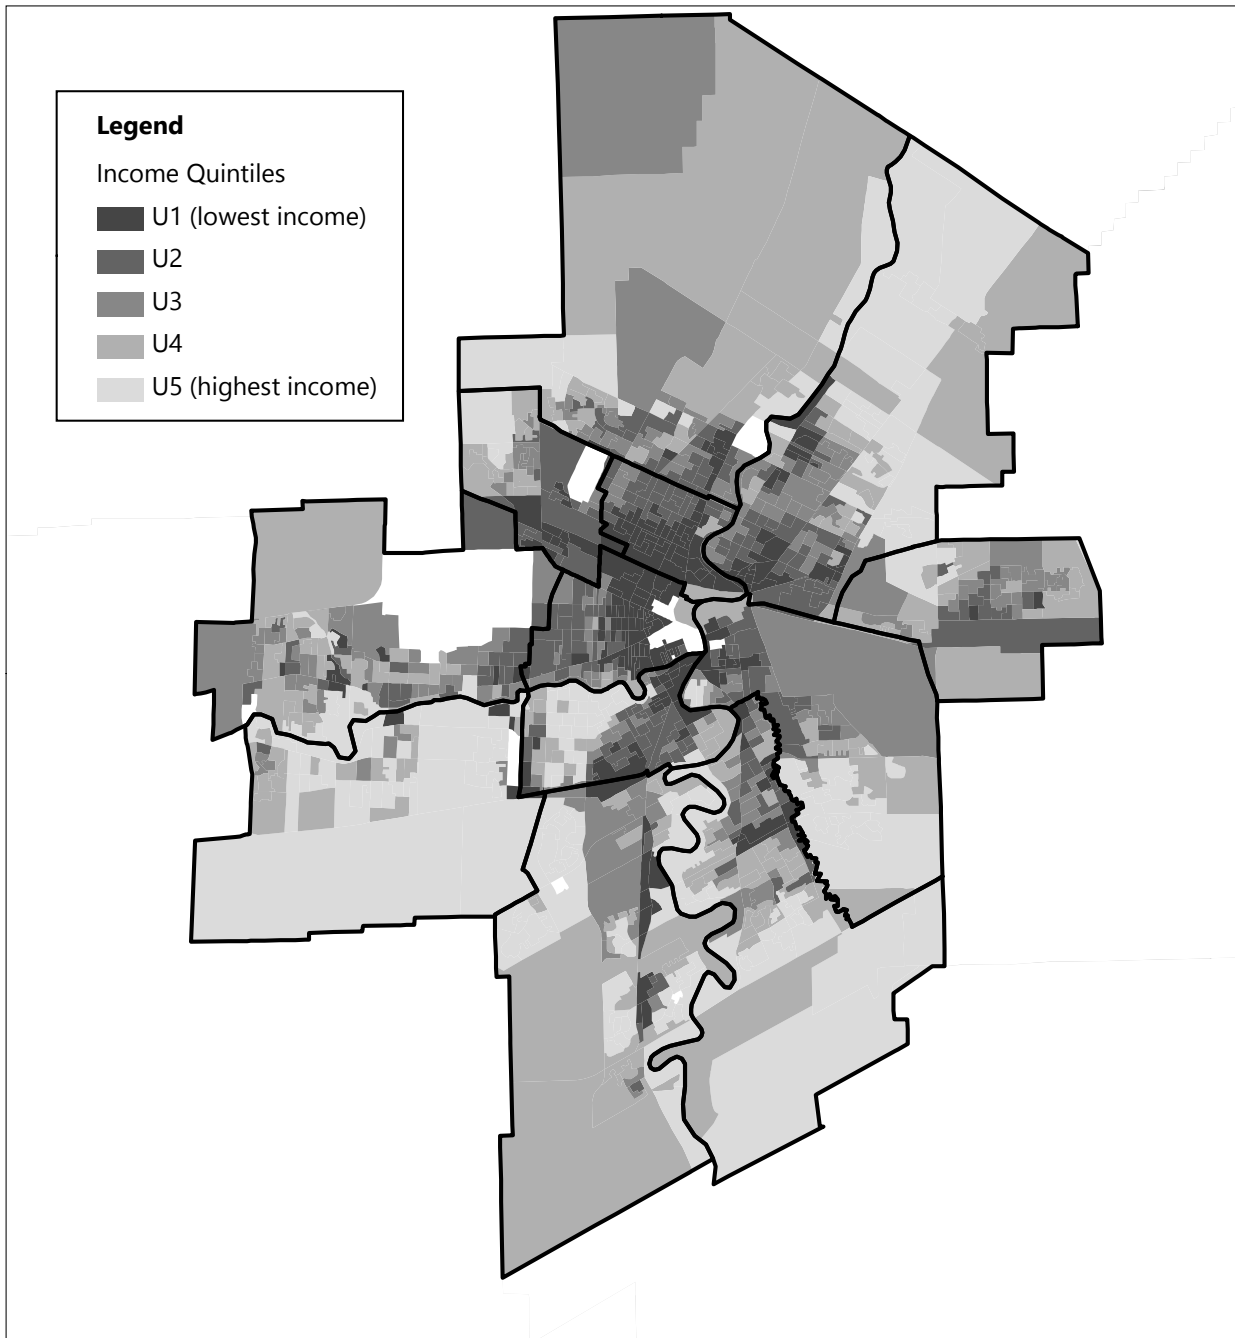 Legend
Income Quintiles
U1 (lowest income)
U2
U3
U4
U5 (highest income)